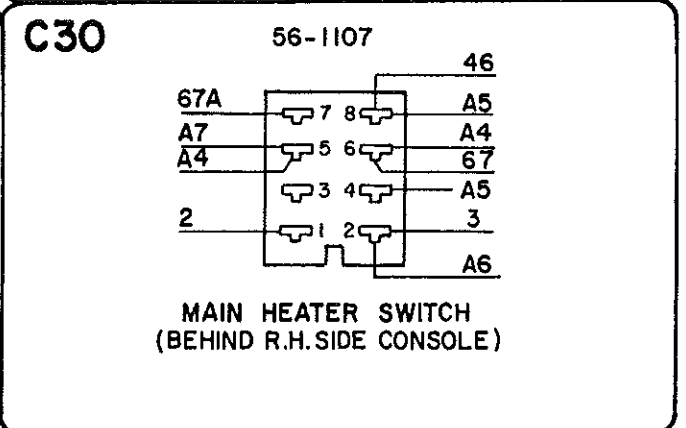 C30
56-1107
46
67A
7 8
A5
A7
A4
5 6
A4
67
3 4
A5
2
1 2
3
A6
MAIN HEATER SWITCH
(BEHIND R.H. SIDE CONSOLE)